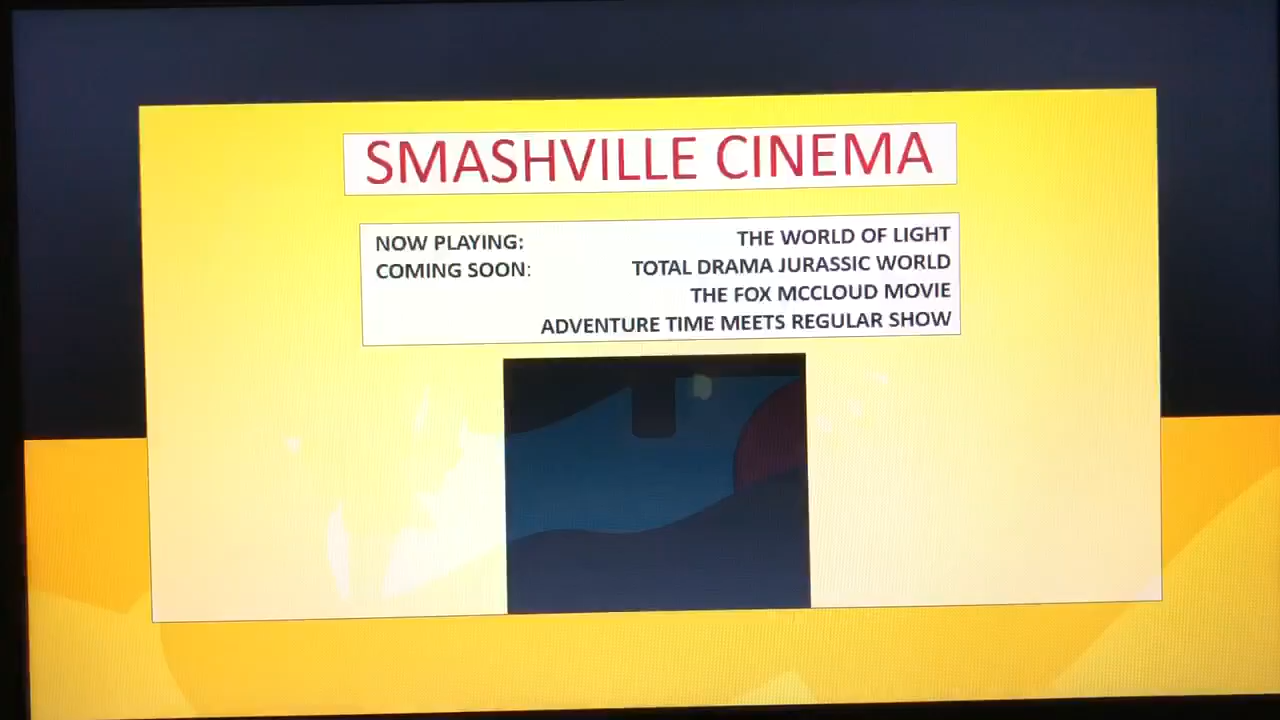 SMASHVILLE CINEMA
NOW PLAYING: THE WORLD OF LIGHT
COMING SOON: TOTAL DRAMA JURASSIC WORLD
THE FOX MCCLOUD MOVIE
ADVENTURE TIME MEETS REGULAR SHOW